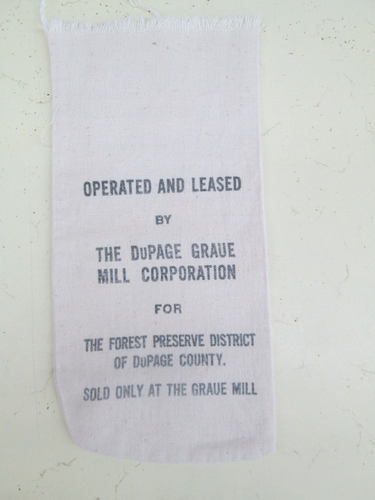 OPERATED AND LEASED
BY
THE DuPAGE GRAUE
MILL CORPORATION
FOR
THE FOREST PRESERVE DISTRICT
OF DuPAGE COUNTY.
SOLD ONLY AT THE GRAUE MILL